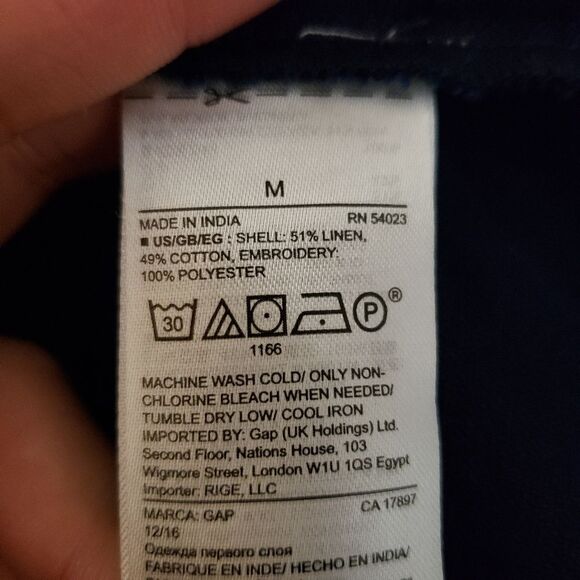 M
MADE IN INDIA RN 54023
■ US/GB/EG : SHELL: 51% LINEN,
49% COTTON, EMBROIDERY:
100% POLYESTER
30 P®
1166
MACHINE WASH COLD/ ONLY NON-
CHLORINE BLEACH WHEN NEEDED/
TUMBLE DRY LOW/ COOL IRON
IMPORTED BY: Gap (UK Holdings) Ltd.
Second Floor, Nations House, 103
Wigmore Street, London W1U 1QS Egypt
Importer: RIGE, LLC
MARCA: GAP CA 17897
12/16
Одежда первого слоя
FABRIQUE EN INDE/ HECHO EN INDIA/